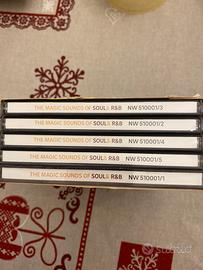 THE MAGIC SOUNDS OF SOUL& R&B NW 510001/3
THE MAGIC SOUNDS OF SOUL& R&B NW 510001/2
THE MAGIC SOUNDS OF SOUL& R&B NW 510001/4
THE MAGIC SOUNDS OF SOUL& R&B NW 510001/5
THE MAGIC SOUNDS OF SOUL& R&B NW 510001/1
subito